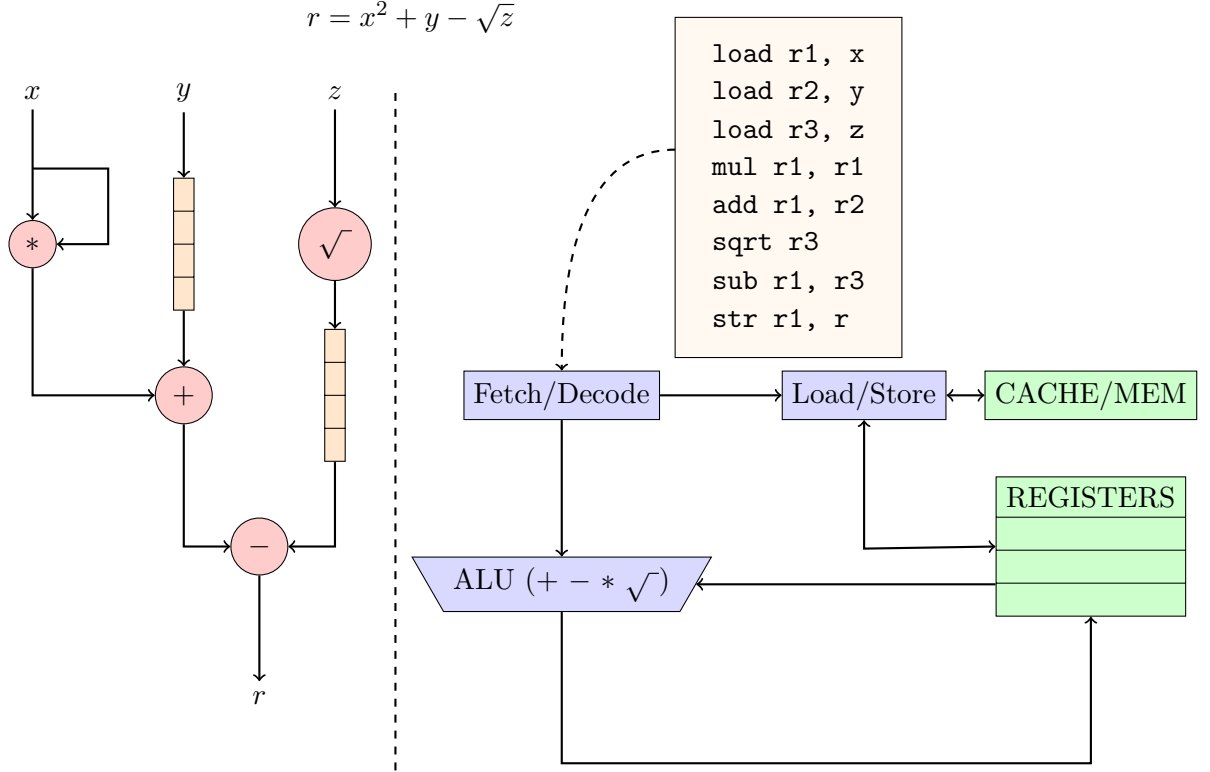 r = x² + y − √z
x
y
z
*
√
+
−
r
load r1, x
load r2, y
load r3, z
mul r1, r1
add r1, r2
sqrt r3
sub r1, r3
str r1, r
Fetch/Decode
Load/Store
CACHE/MEM
REGISTERS
ALU (+ − * √)